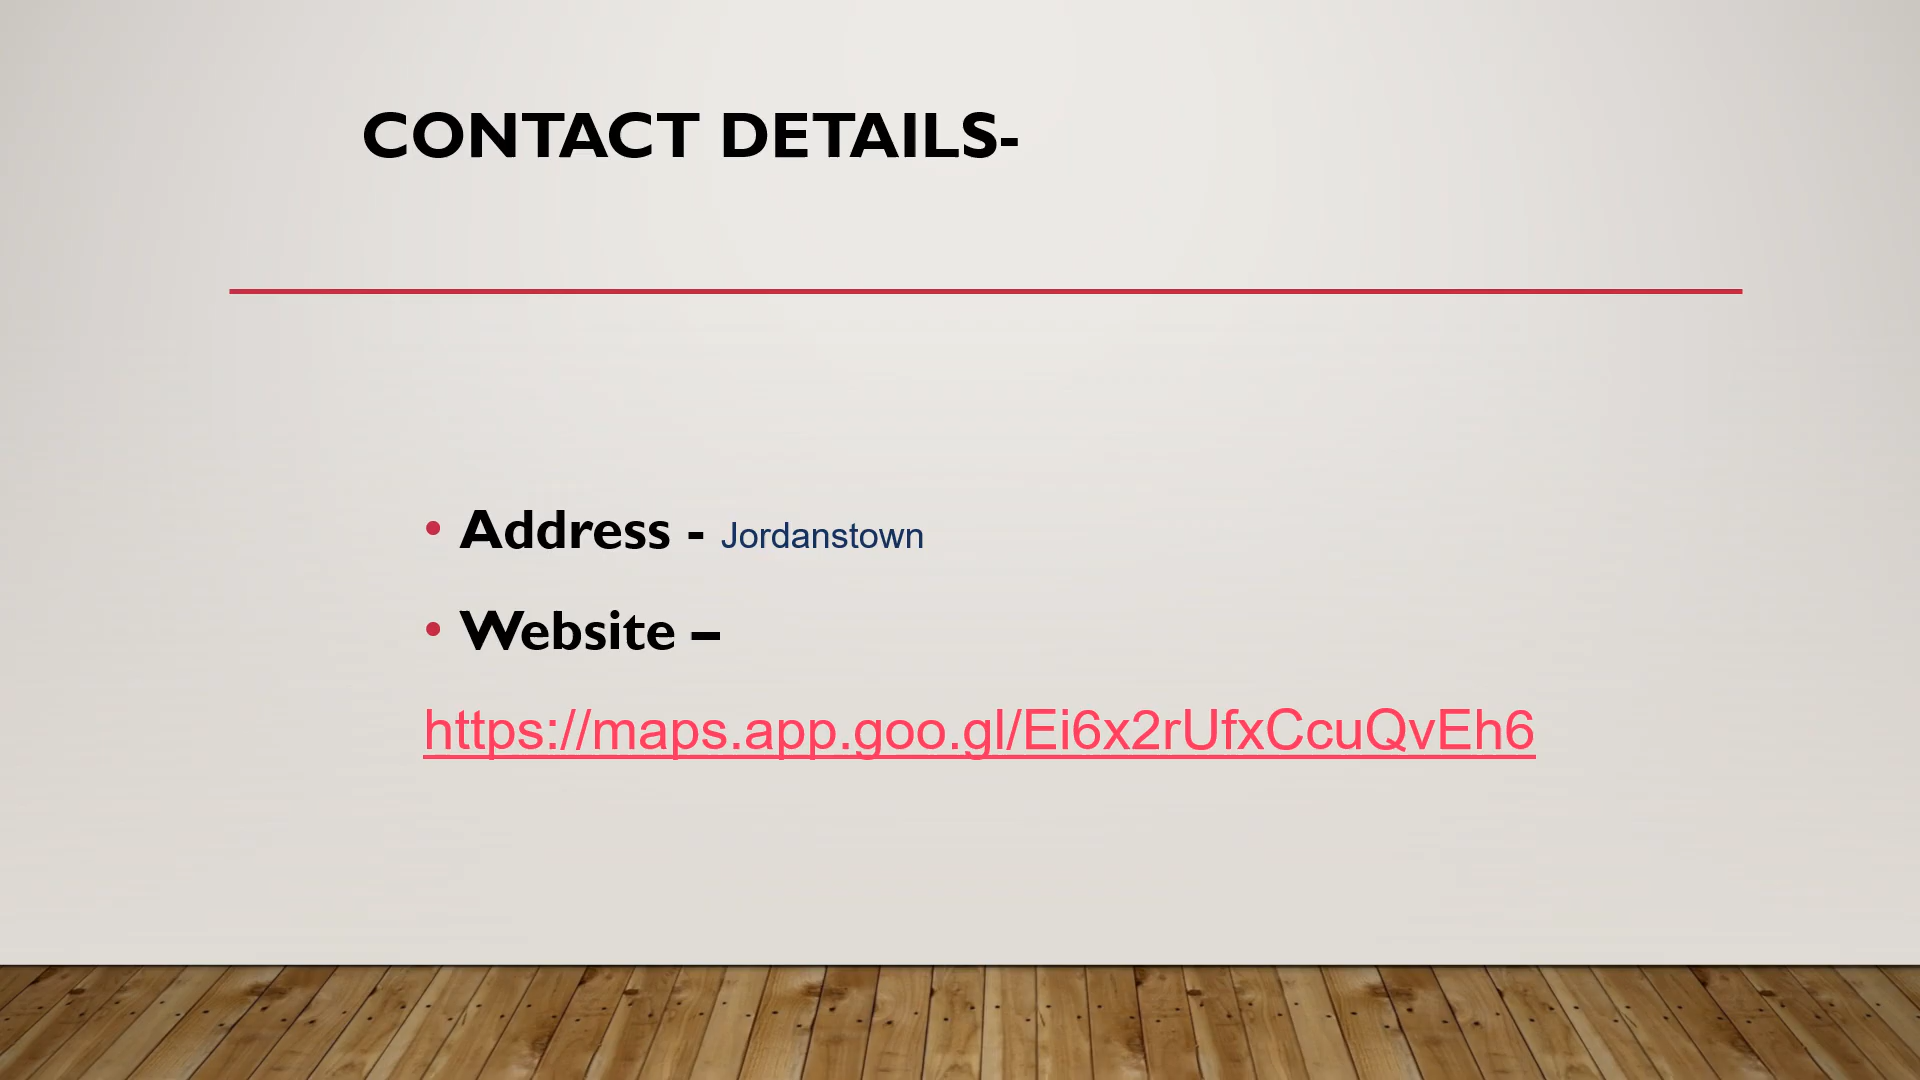 CONTACT DETAILS-
• Address - Jordanstown
• Website –
https://maps.app.goo.gl/Ei6x2rUfxCcuQvEh6